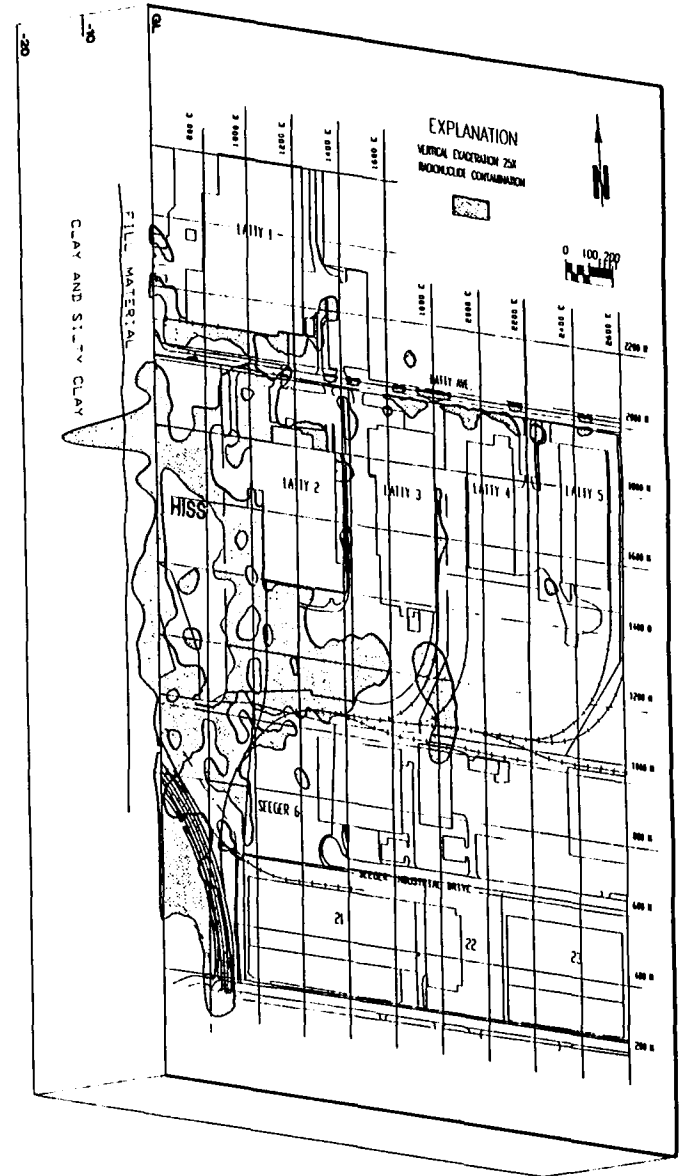 GL
-10
-20
EXPLANATION
VERTICAL EXAGERATION 25X
RADIONUCLIDE CONTAMINATION
N
0 100 200
LATTY 1
FILL MATERIAL
CLAY AND SILTY CLAY
LATTY AVE.
2200 N
2000 N
1800 N
1600 N
1400 N
1200 N
1000 N
800 N
600 N
400 N
200 N
LATTY 2
LATTY 3
LATTY 4
LATTY 5
HISS
SEEGER 6
SEEGER INDUSTRIAL DRIVE
21
22
23